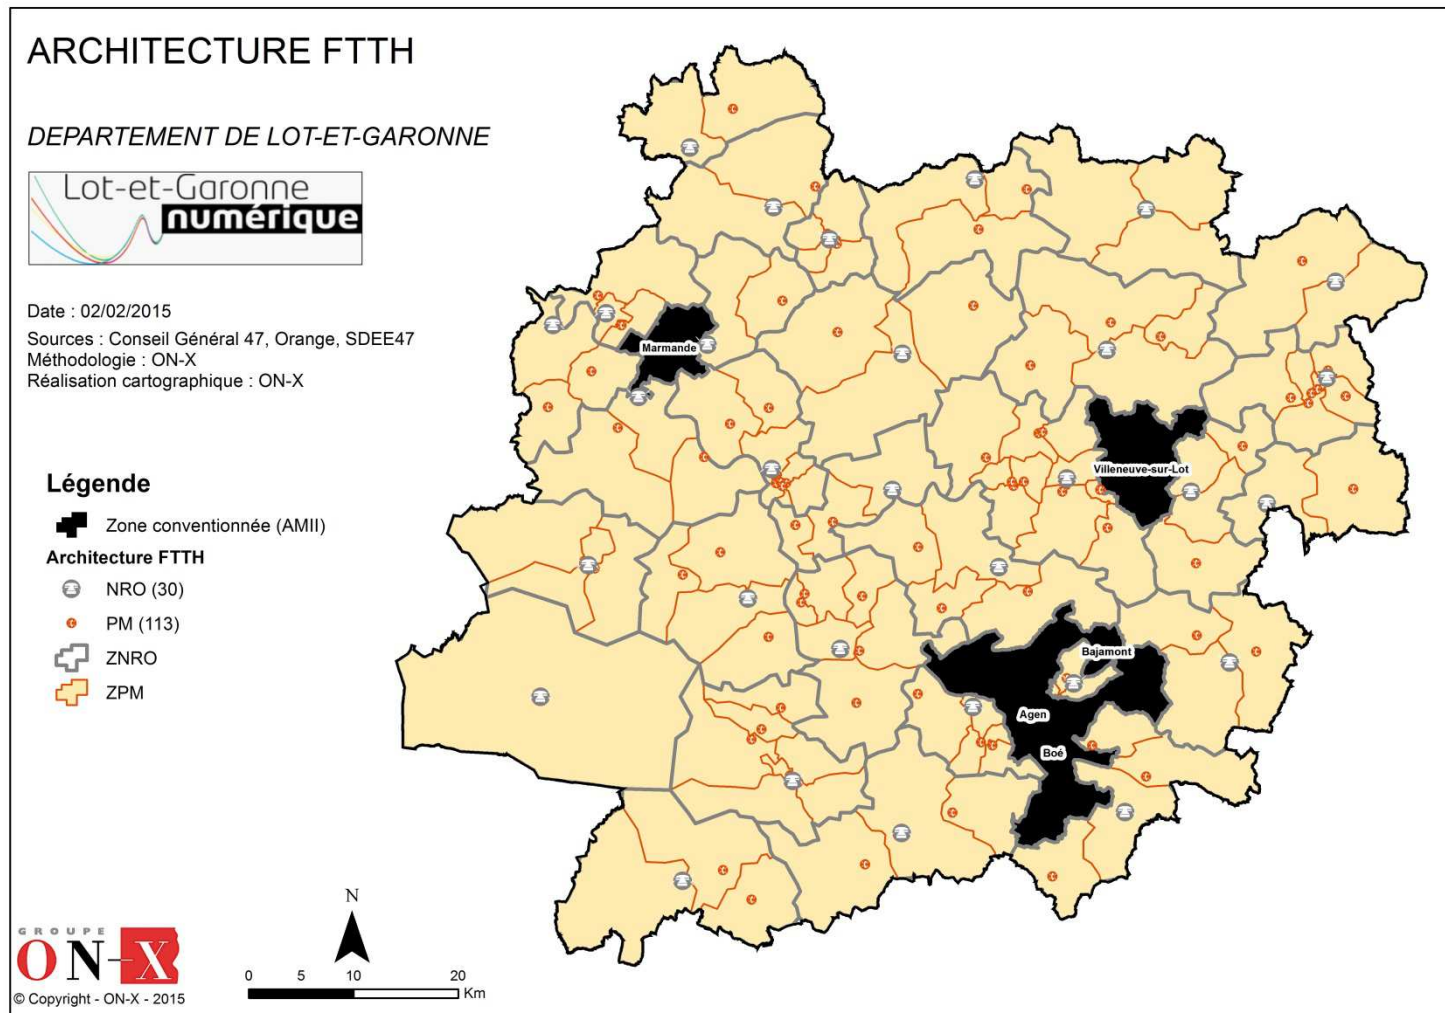 ARCHITECTURE FTTH
DEPARTEMENT DE LOT-ET-GARONNE
Lot-et-Garonne
numérique
Date : 02/02/2015
Sources : Conseil Général 47, Orange, SDEE47
Méthodologie : ON-X
Réalisation cartographique : ON-X
Légende
Zone conventionnée (AMII)
Architecture FTTH
NRO (30)
PM (113)
ZNRO
ZPM
Marmande
Villeneuve-sur-Lot
Bajamont
Agen
Boé
GROUPE
ON-X
© Copyright - ON-X - 2015
N
0 5 10 20
Km